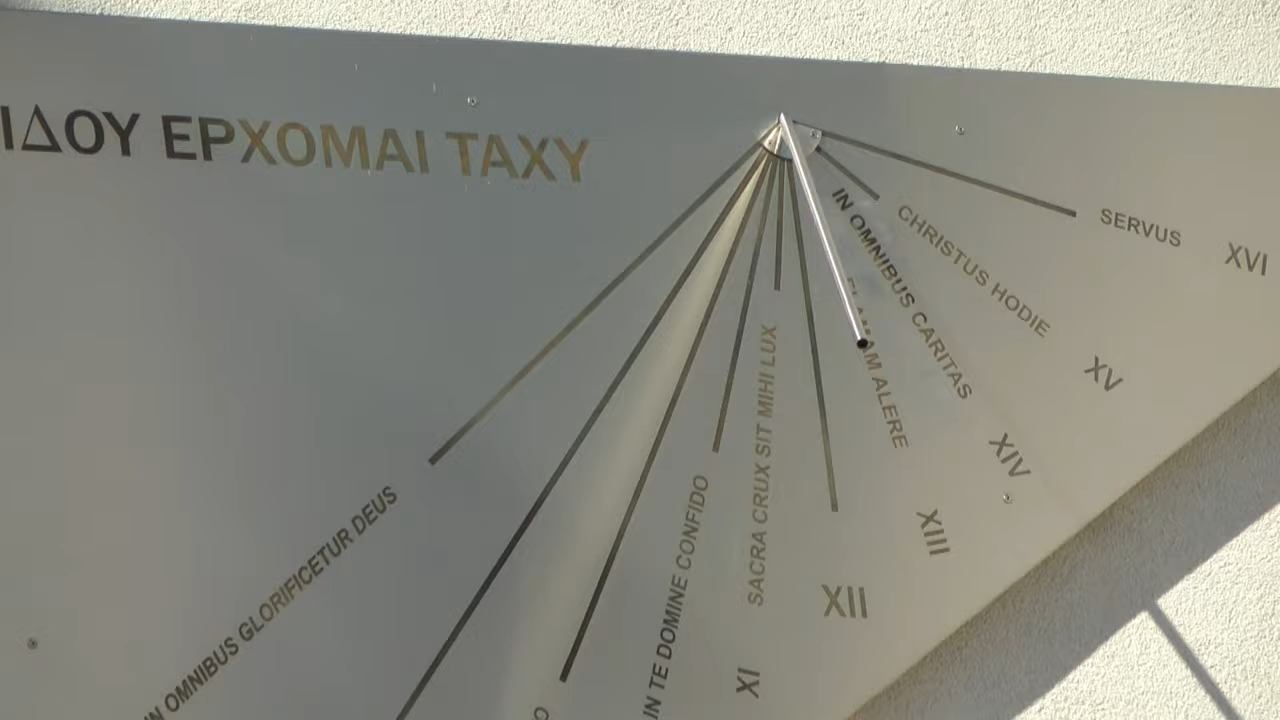 ΙΔΟΥ ΕΡΧΟΜΑΙ ΤΑΧΥ
IN OMNIBUS GLORIFICETUR DEUS
IN TE DOMINE CONFIDO
SACRA CRUX SIT MIHI LUX
XI
XII
ALERE
XIII
IN OMNIBUS CARITAS
XIV
CHRISTUS HODIE
XV
SERVUS
XVI